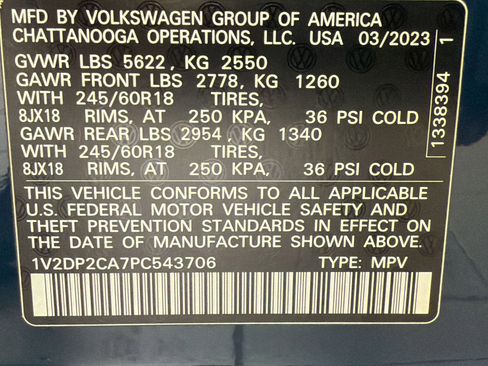 MFD BY VOLKSWAGEN GROUP OF AMERICA
CHATTANOOGA OPERATIONS, LLC. USA 03/2023
GVWR LBS 5622, KG 2550
GAWR FRONT LBS 2778, KG 1260
WITH 245/60R18 TIRES,
8JX18 RIMS, AT 250 KPA, 36 PSI COLD
GAWR REAR LBS 2954, KG 1340
WITH 245/60R18 TIRES,
8JX18 RIMS, AT 250 KPA, 36 PSI COLD
THIS VEHICLE CONFORMS TO ALL APPLICABLE
U.S. FEDERAL MOTOR VEHICLE SAFETY AND
THEFT PREVENTION STANDARDS IN EFFECT ON
THE DATE OF MANUFACTURE SHOWN ABOVE.
1V2DP2CA7PC543706 TYPE: MPV
1338394 1